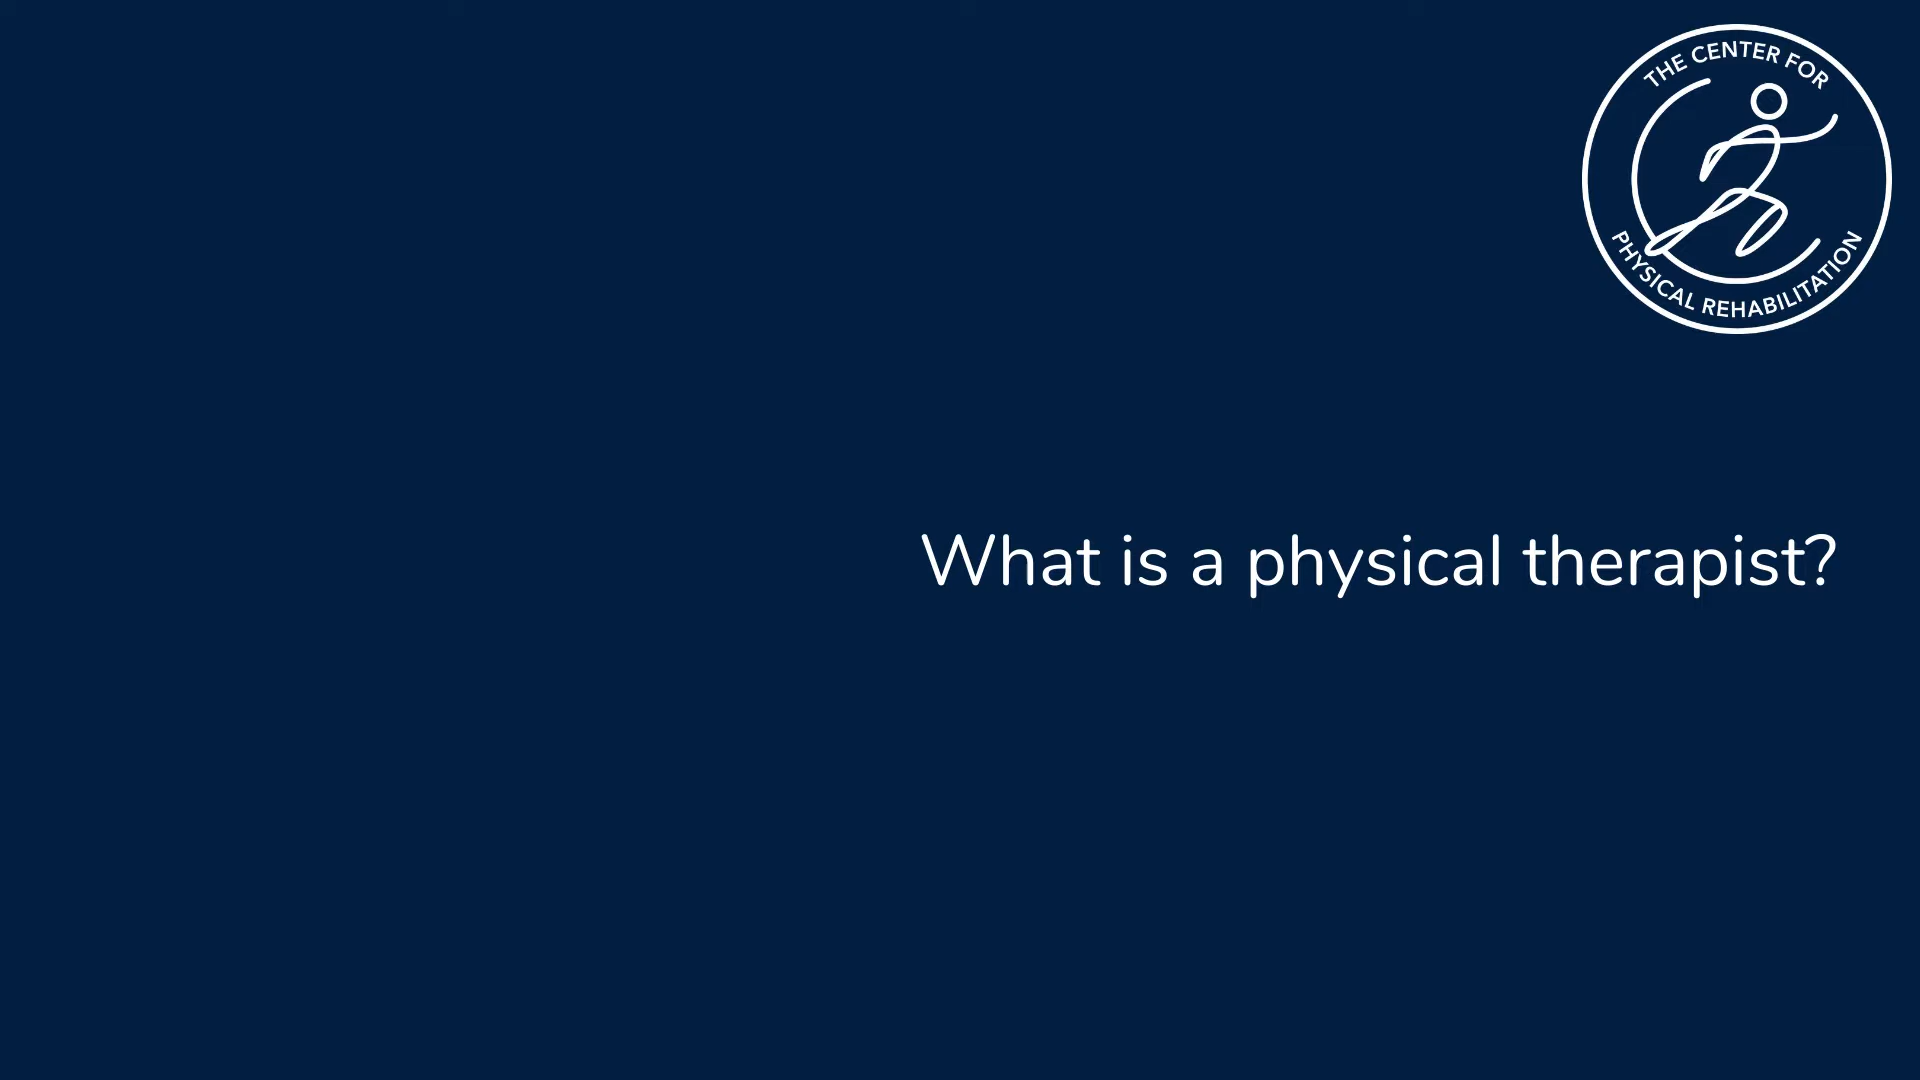 THE CENTER FOR
PHYSICAL REHABILITATION
What is a physical therapist?